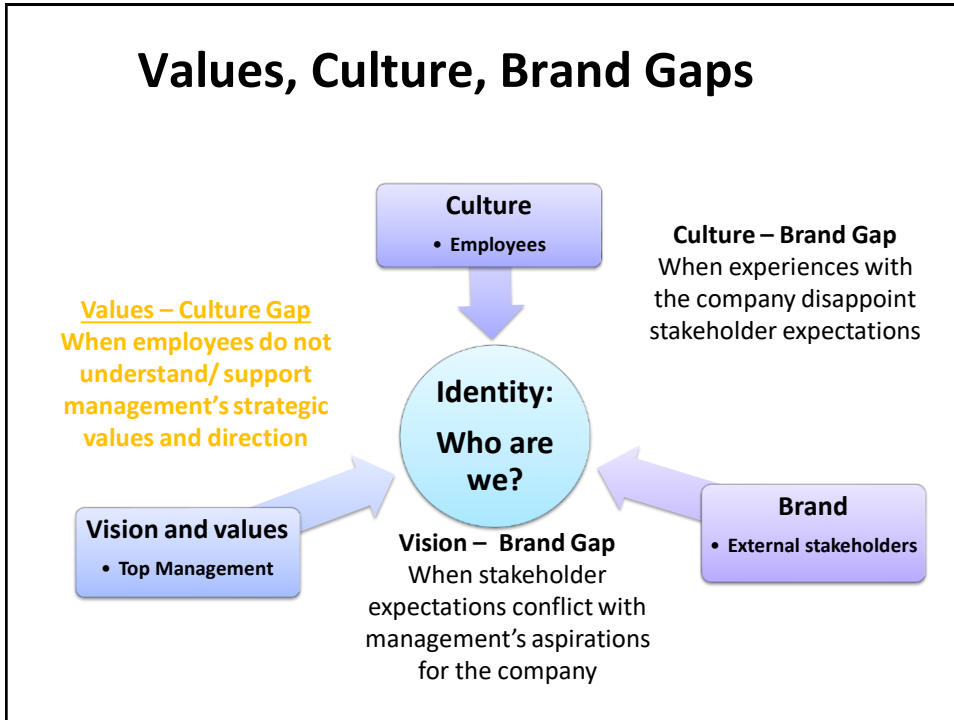 Values, Culture, Brand Gaps
Culture
• Employees
Culture – Brand Gap
When experiences with
the company disappoint
stakeholder expectations
Values – Culture Gap
When employees do not
understand/ support
management's strategic
values and direction
Identity:
Who are
we?
Vision and values
• Top Management
Brand
• External stakeholders
Vision – Brand Gap
When stakeholder
expectations conflict with
management's aspirations
for the company